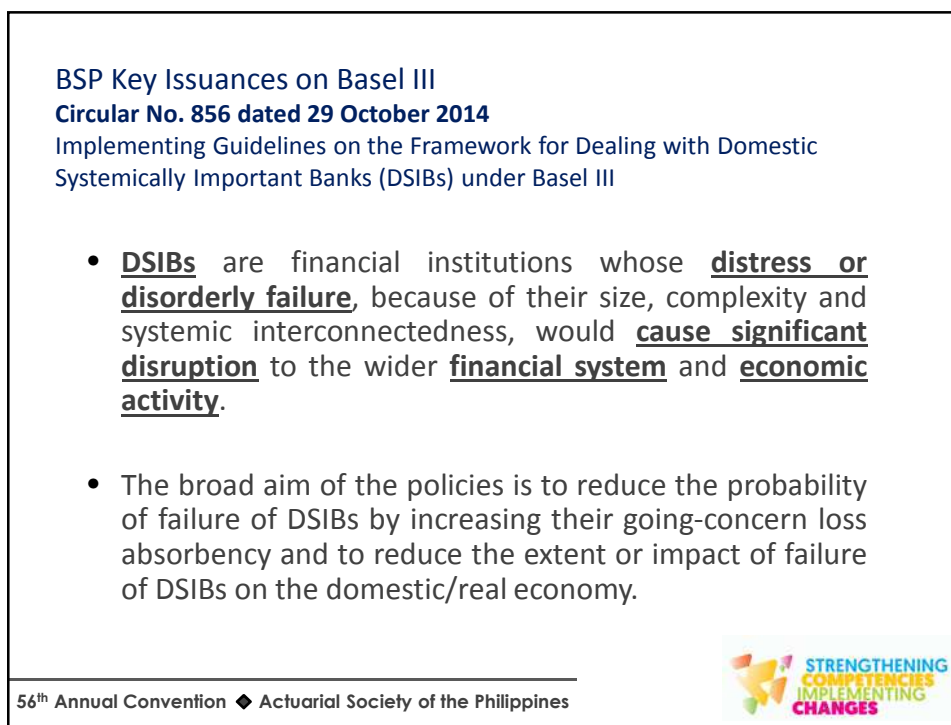 BSP Key Issuances on Basel III
Circular No. 856 dated 29 October 2014
Implementing Guidelines on the Framework for Dealing with Domestic
Systemically Important Banks (DSIBs) under Basel III
• DSIBs are financial institutions whose distress or
disorderly failure, because of their size, complexity and
systemic interconnectedness, would cause significant
disruption to the wider financial system and economic
activity.
• The broad aim of the policies is to reduce the probability
of failure of DSIBs by increasing their going-concern loss
absorbency and to reduce the extent or impact of failure
of DSIBs on the domestic/real economy.
56th Annual Convention ◆ Actuarial Society of the Philippines
STRENGTHENING
COMPETENCIES
IMPLEMENTING
CHANGES